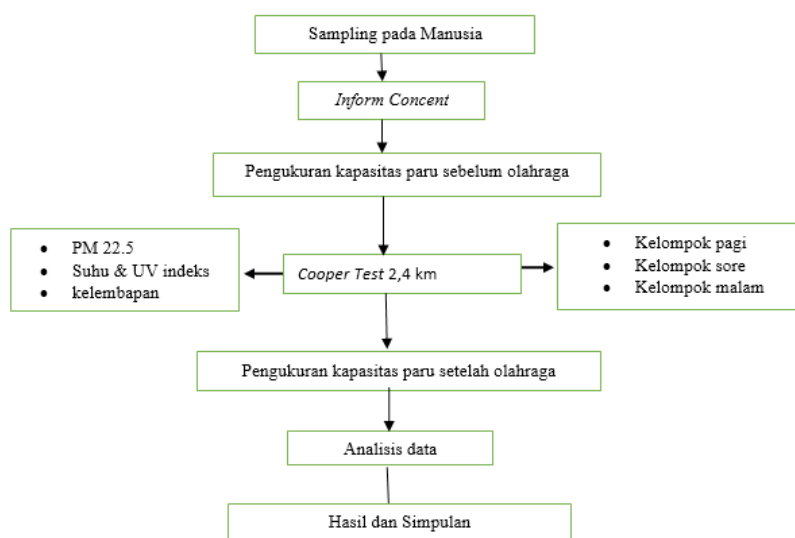 Sampling pada Manusia
Inform Concent
Pengukuran kapasitas paru sebelum olahraga
• PM 22.5
• Suhu & UV indeks
• kelembapan
Cooper Test 2,4 km
• Kelompok pagi
• Kelompok sore
• Kelompok malam
Pengukuran kapasitas paru setelah olahraga
Analisis data
Hasil dan Simpulan